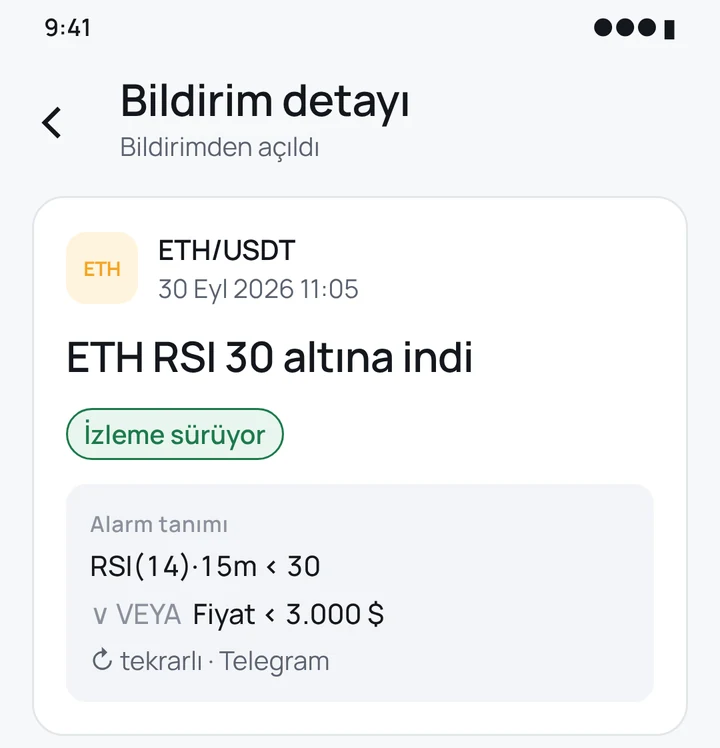 9:41
Bildirim detayı
Bildirimden açıldı
ETH
ETH/USDT
30 Eyl 2026 11:05
ETH RSI 30 altına indi
İzleme sürüyor
Alarm tanımı
RSI(14)·15m < 30
∨ VEYA Fiyat < 3.000 $
↻ tekrarlı · Telegram